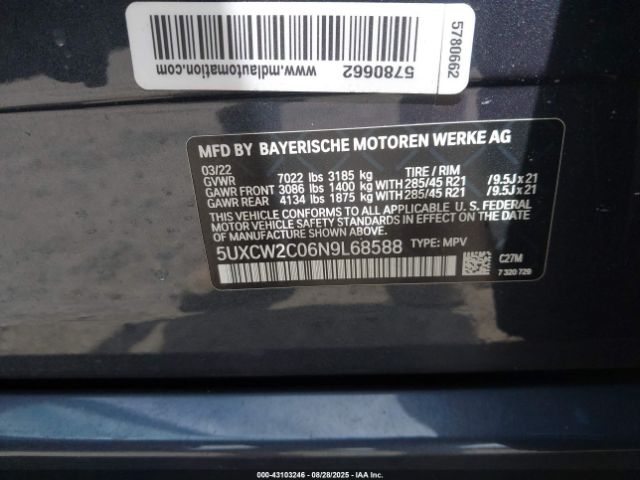 5780662
www.mdlautomation.com
5780662
MFD BY BAYERISCHE MOTOREN WERKE AG
03/22
GVWR 7022 lbs 3185 kg TIRE / RIM
GAWR FRONT 3086 lbs 1400 kg WITH 285/45 R21 /9.5J x 21
GAWR REAR 4134 lbs 1875 kg WITH 285/45 R21 /9.5J x 21
THIS VEHICLE CONFORMS TO ALL APPLICABLE U. S. FEDERAL
MOTOR VEHICLE SAFETY STANDARDS IN EFFECT ON THE DATE OF MANUFACTURE SHOWN ABOVE.
5UXCW2C06N9L68588 TYPE: MPV
C27M
7 320 729
000-43103246 - 08/28/2025 - IAA Inc.